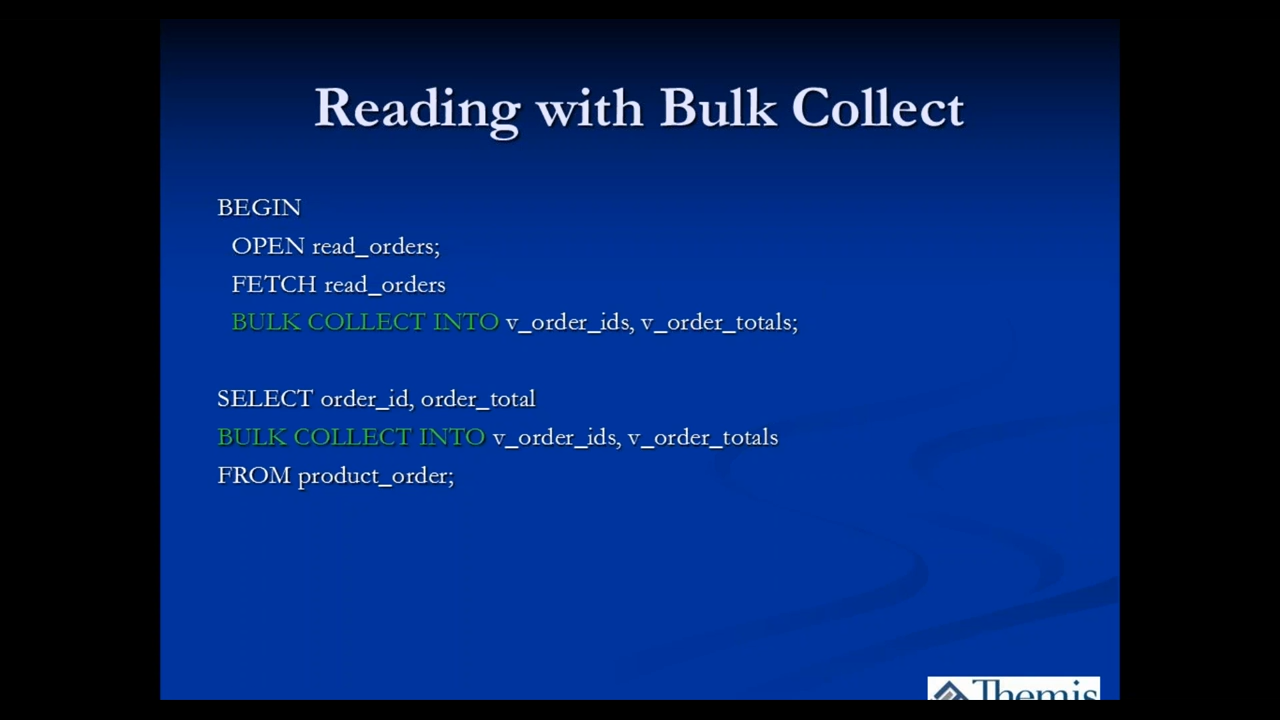 Reading with Bulk Collect
BEGIN
OPEN read_orders;
FETCH read_orders
BULK COLLECT INTO v_order_ids, v_order_totals;
SELECT order_id, order_total
BULK COLLECT INTO v_order_ids, v_order_totals
FROM product_order;
Themis